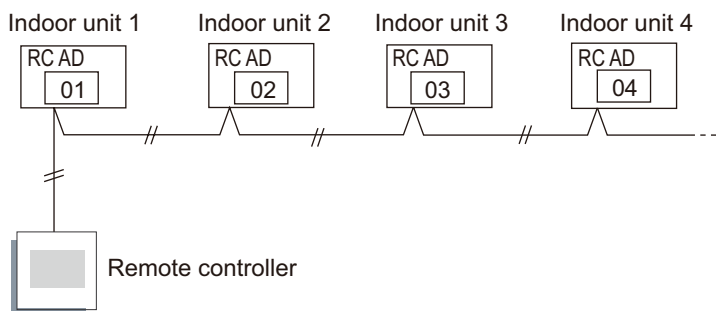 Indoor unit 1 Indoor unit 2 Indoor unit 3 Indoor unit 4
RC AD RC AD RC AD RC AD
01 02 03 04
Remote controller